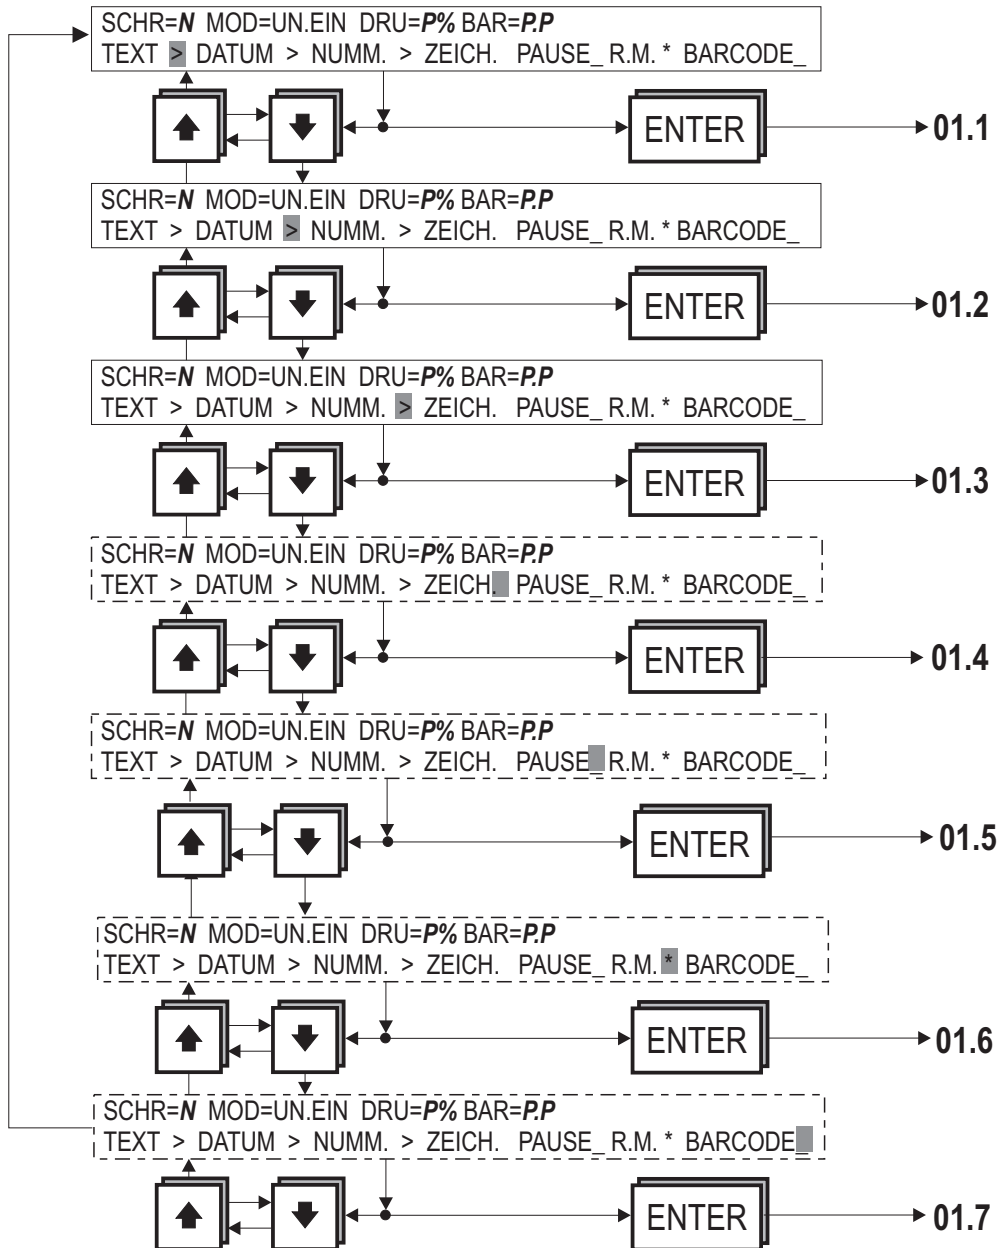 SCHR=N MOD=UN.EIN DRU=P% BAR=P.P
TEXT > DATUM > NUMM. > ZEICH. PAUSE_ R.M. * BARCODE_
ENTER
01.1
SCHR=N MOD=UN.EIN DRU=P% BAR=P.P
TEXT > DATUM > NUMM. > ZEICH. PAUSE_ R.M. * BARCODE_
ENTER
01.2
SCHR=N MOD=UN.EIN DRU=P% BAR=P.P
TEXT > DATUM > NUMM. > ZEICH. PAUSE_ R.M. * BARCODE_
ENTER
01.3
SCHR=N MOD=UN.EIN DRU=P% BAR=P.P
TEXT > DATUM > NUMM. > ZEICH. PAUSE_ R.M. * BARCODE_
ENTER
01.4
SCHR=N MOD=UN.EIN DRU=P% BAR=P.P
TEXT > DATUM > NUMM. > ZEICH. PAUSE_ R.M. * BARCODE_
ENTER
01.5
SCHR=N MOD=UN.EIN DRU=P% BAR=P.P
TEXT > DATUM > NUMM. > ZEICH. PAUSE_ R.M. * BARCODE_
ENTER
01.6
SCHR=N MOD=UN.EIN DRU=P% BAR=P.P
TEXT > DATUM > NUMM. > ZEICH. PAUSE_ R.M. * BARCODE
ENTER
01.7